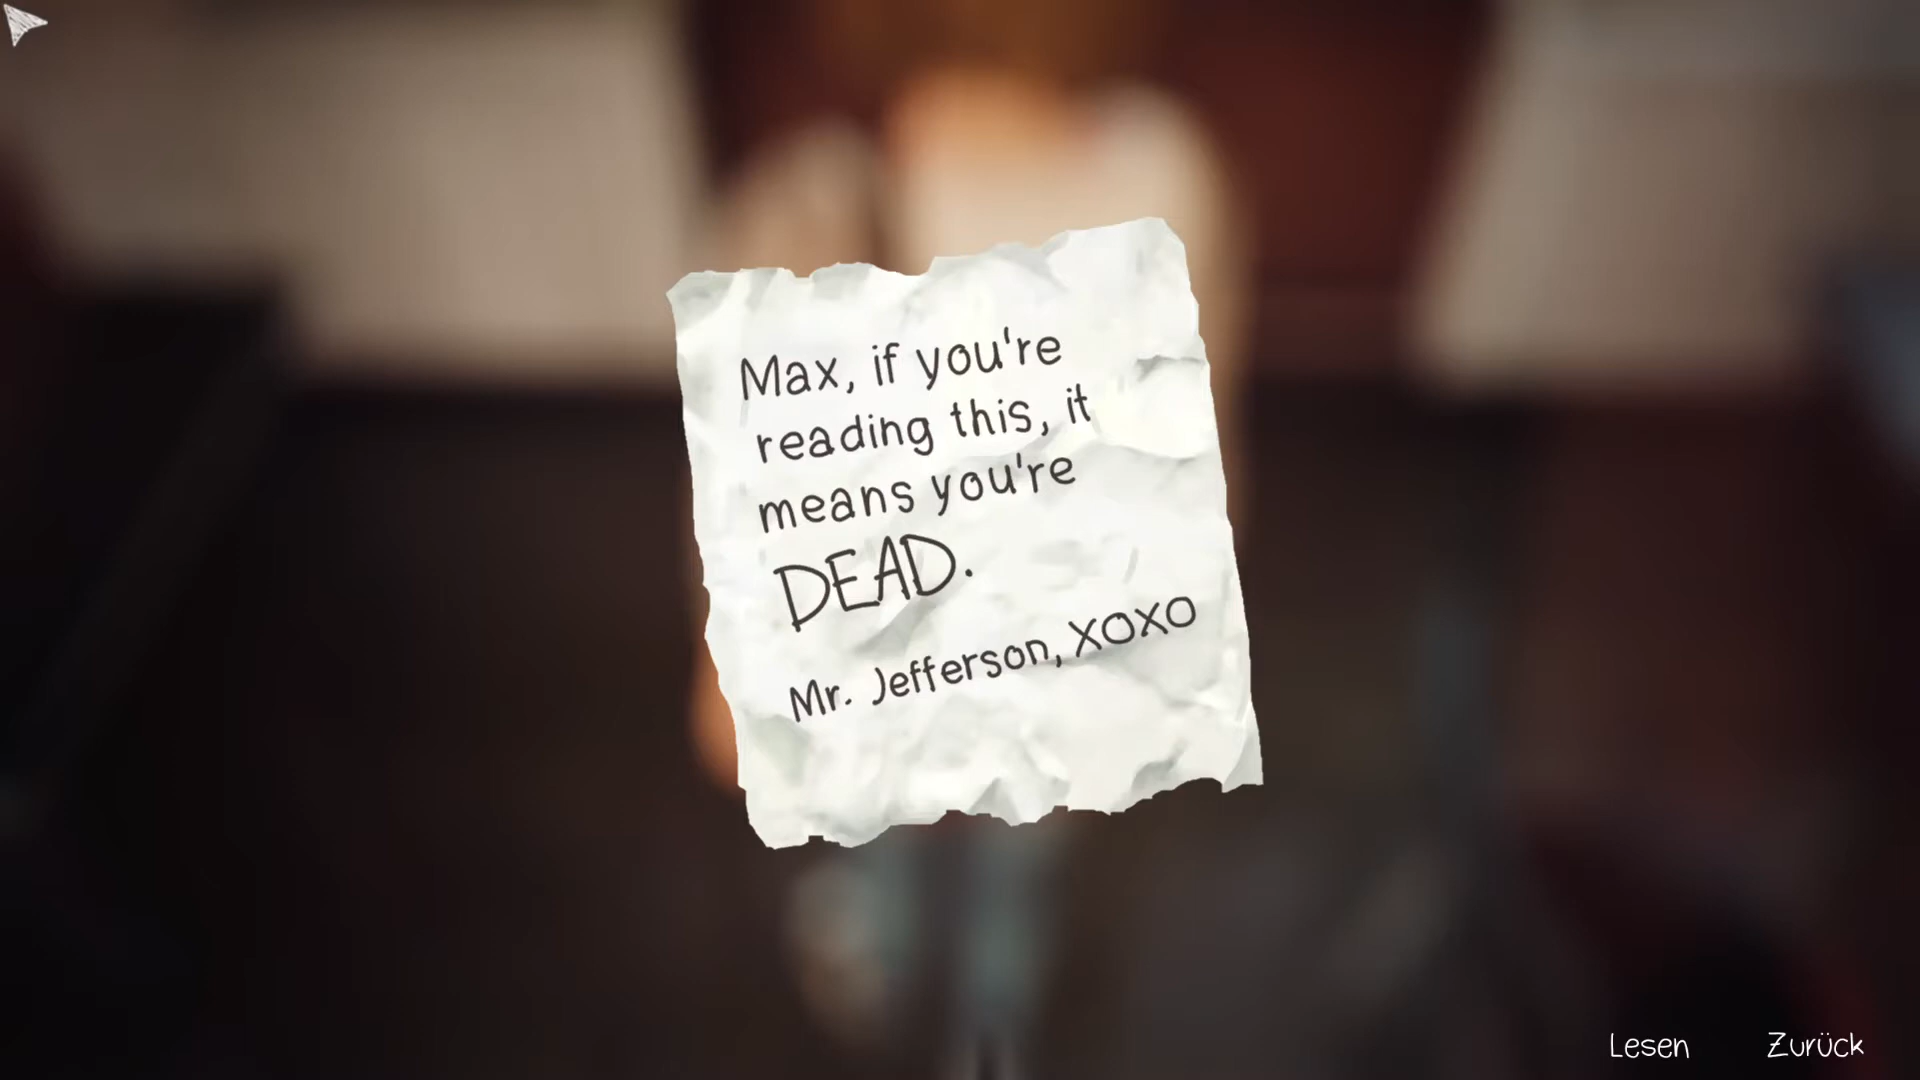 Max, if you're
reading this, it
means you're
DEAD.
Mr. Jefferson, XOXO
Lesen
Zurück